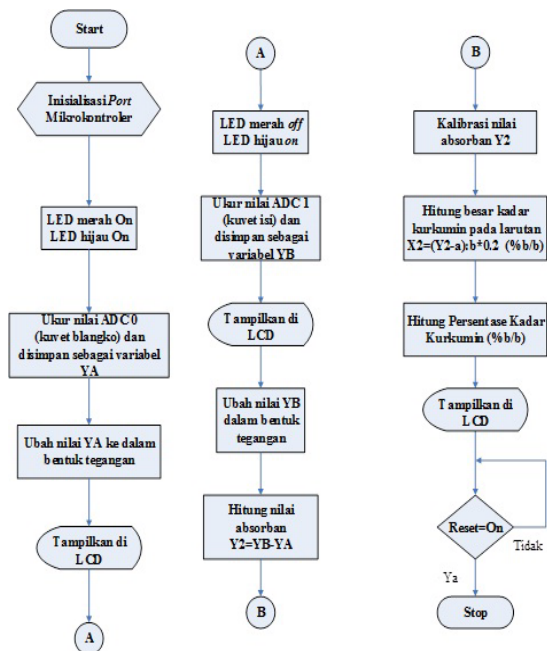 Start
Inisialisasi Port
Mikrokontroler
LED merah On
LED hijau On
Ukur nilai ADC 0
(kuvet blangko) dan
disimpan sebagai variabel
YA
Ubah nilai YA ke dalam
bentuk tegangan
Tampilkan di
LCD
A
A
LED merah off
LED hijau on
Ukur nilai ADC 1
(kuvet isi) dan
disimpan sebagai
variabel YB
Tampilkan di
LCD
Ubah nilai YB
dalam bentuk
tegangan
Hitung nilai
absorban
Y2=YB-YA
B
B
Kalibrasi nilai
absorban Y2
Hitung besar kadar
kurkumin pada larutan
X2=(Y2-a):b*0.2 (%b/b)
Hitung Persentase Kadar
Kurkumin (%b/b)
Tampilkan di
LCD
Reset=On
Tidak
Ya
Stop